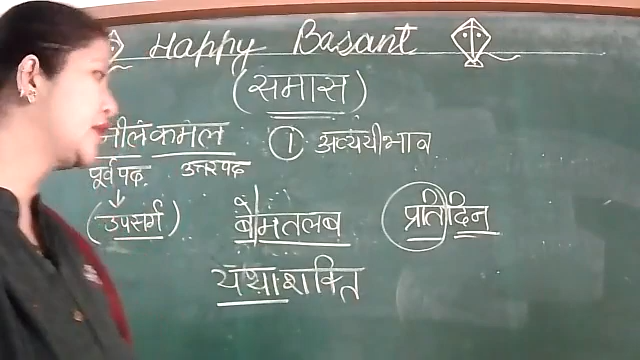 Happy Basant
(समास)
नीलकमल ① अव्ययीभाव
पूर्वपद उत्तरपद
(उपसर्ग) बेमतलब प्रतिदिन
यथाशक्ति